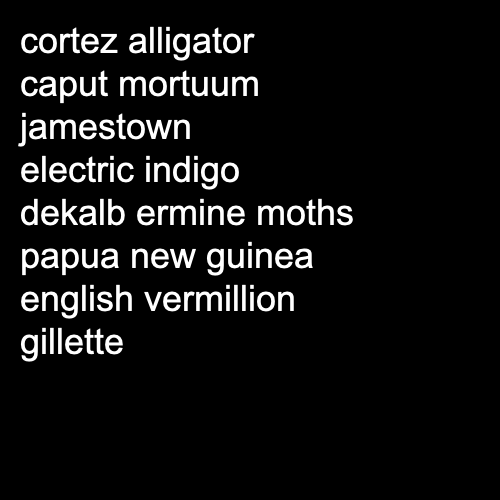 cortez alligator
caput mortuum
jamestown
electric indigo
dekalb ermine moths
papua new guinea
english vermillion
gillette